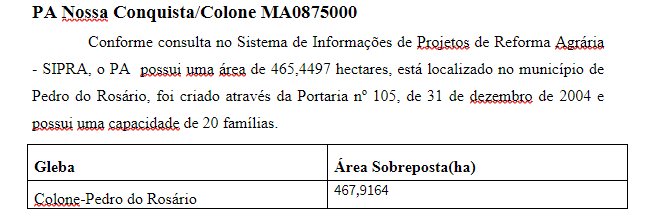 PA Nossa Conquista/Colone MA0875000
Conforme consulta no Sistema de Informações de Projetos de Reforma Agrária
- SIPRA, o PA possui uma área de 465,4497 hectares, está localizado no município de
Pedro do Rosário, foi criado através da Portaria nº 105, de 31 de dezembro de 2004 e
possui uma capacidade de 20 famílias.
Gleba Área Sobreposta(ha)
Colone-Pedro do Rosário 467,9164